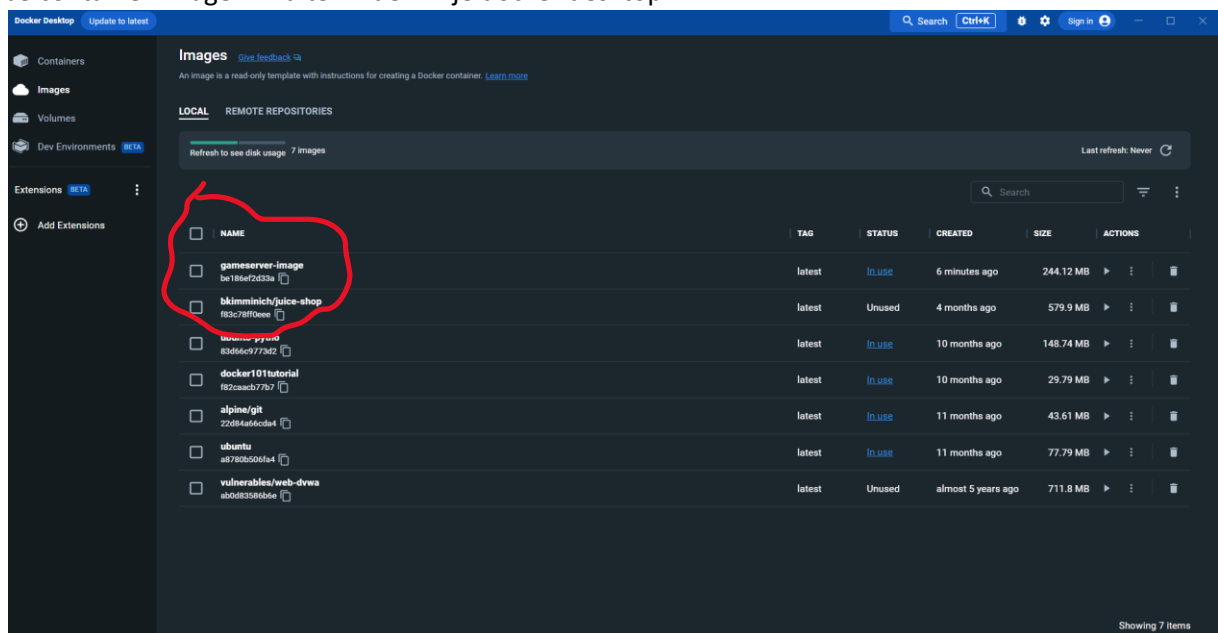 Docker Desktop Update to latest Search Ctrl+K Sign in
Containers
Images
Volumes
Dev Environments BETA
Extensions BETA
Add Extensions
Images Give feedback
An image is a read-only template with instructions for creating a Docker container. Learn more
LOCAL REMOTE REPOSITORIES
Refresh to see disk usage 7 images Last refresh: Never
Search
NAME TAG STATUS CREATED SIZE ACTIONS
gameserver-image
be186ef2d33a latest In use 6 minutes ago 244.12 MB
bkimminich/juice-shop
f83c78ff0eee latest Unused 4 months ago 579.9 MB
83d66c9773d2 latest In use 10 months ago 148.74 MB
docker101tutorial
f82caacb77b7 latest In use 10 months ago 29.79 MB
alpine/git
22d84a66cda4 latest In use 11 months ago 43.61 MB
ubuntu
a8780b506fa4 latest In use 11 months ago 77.79 MB
vulnerables/web-dvwa
ab0d83586b6e latest Unused almost 5 years ago 711.8 MB
Showing 7 items